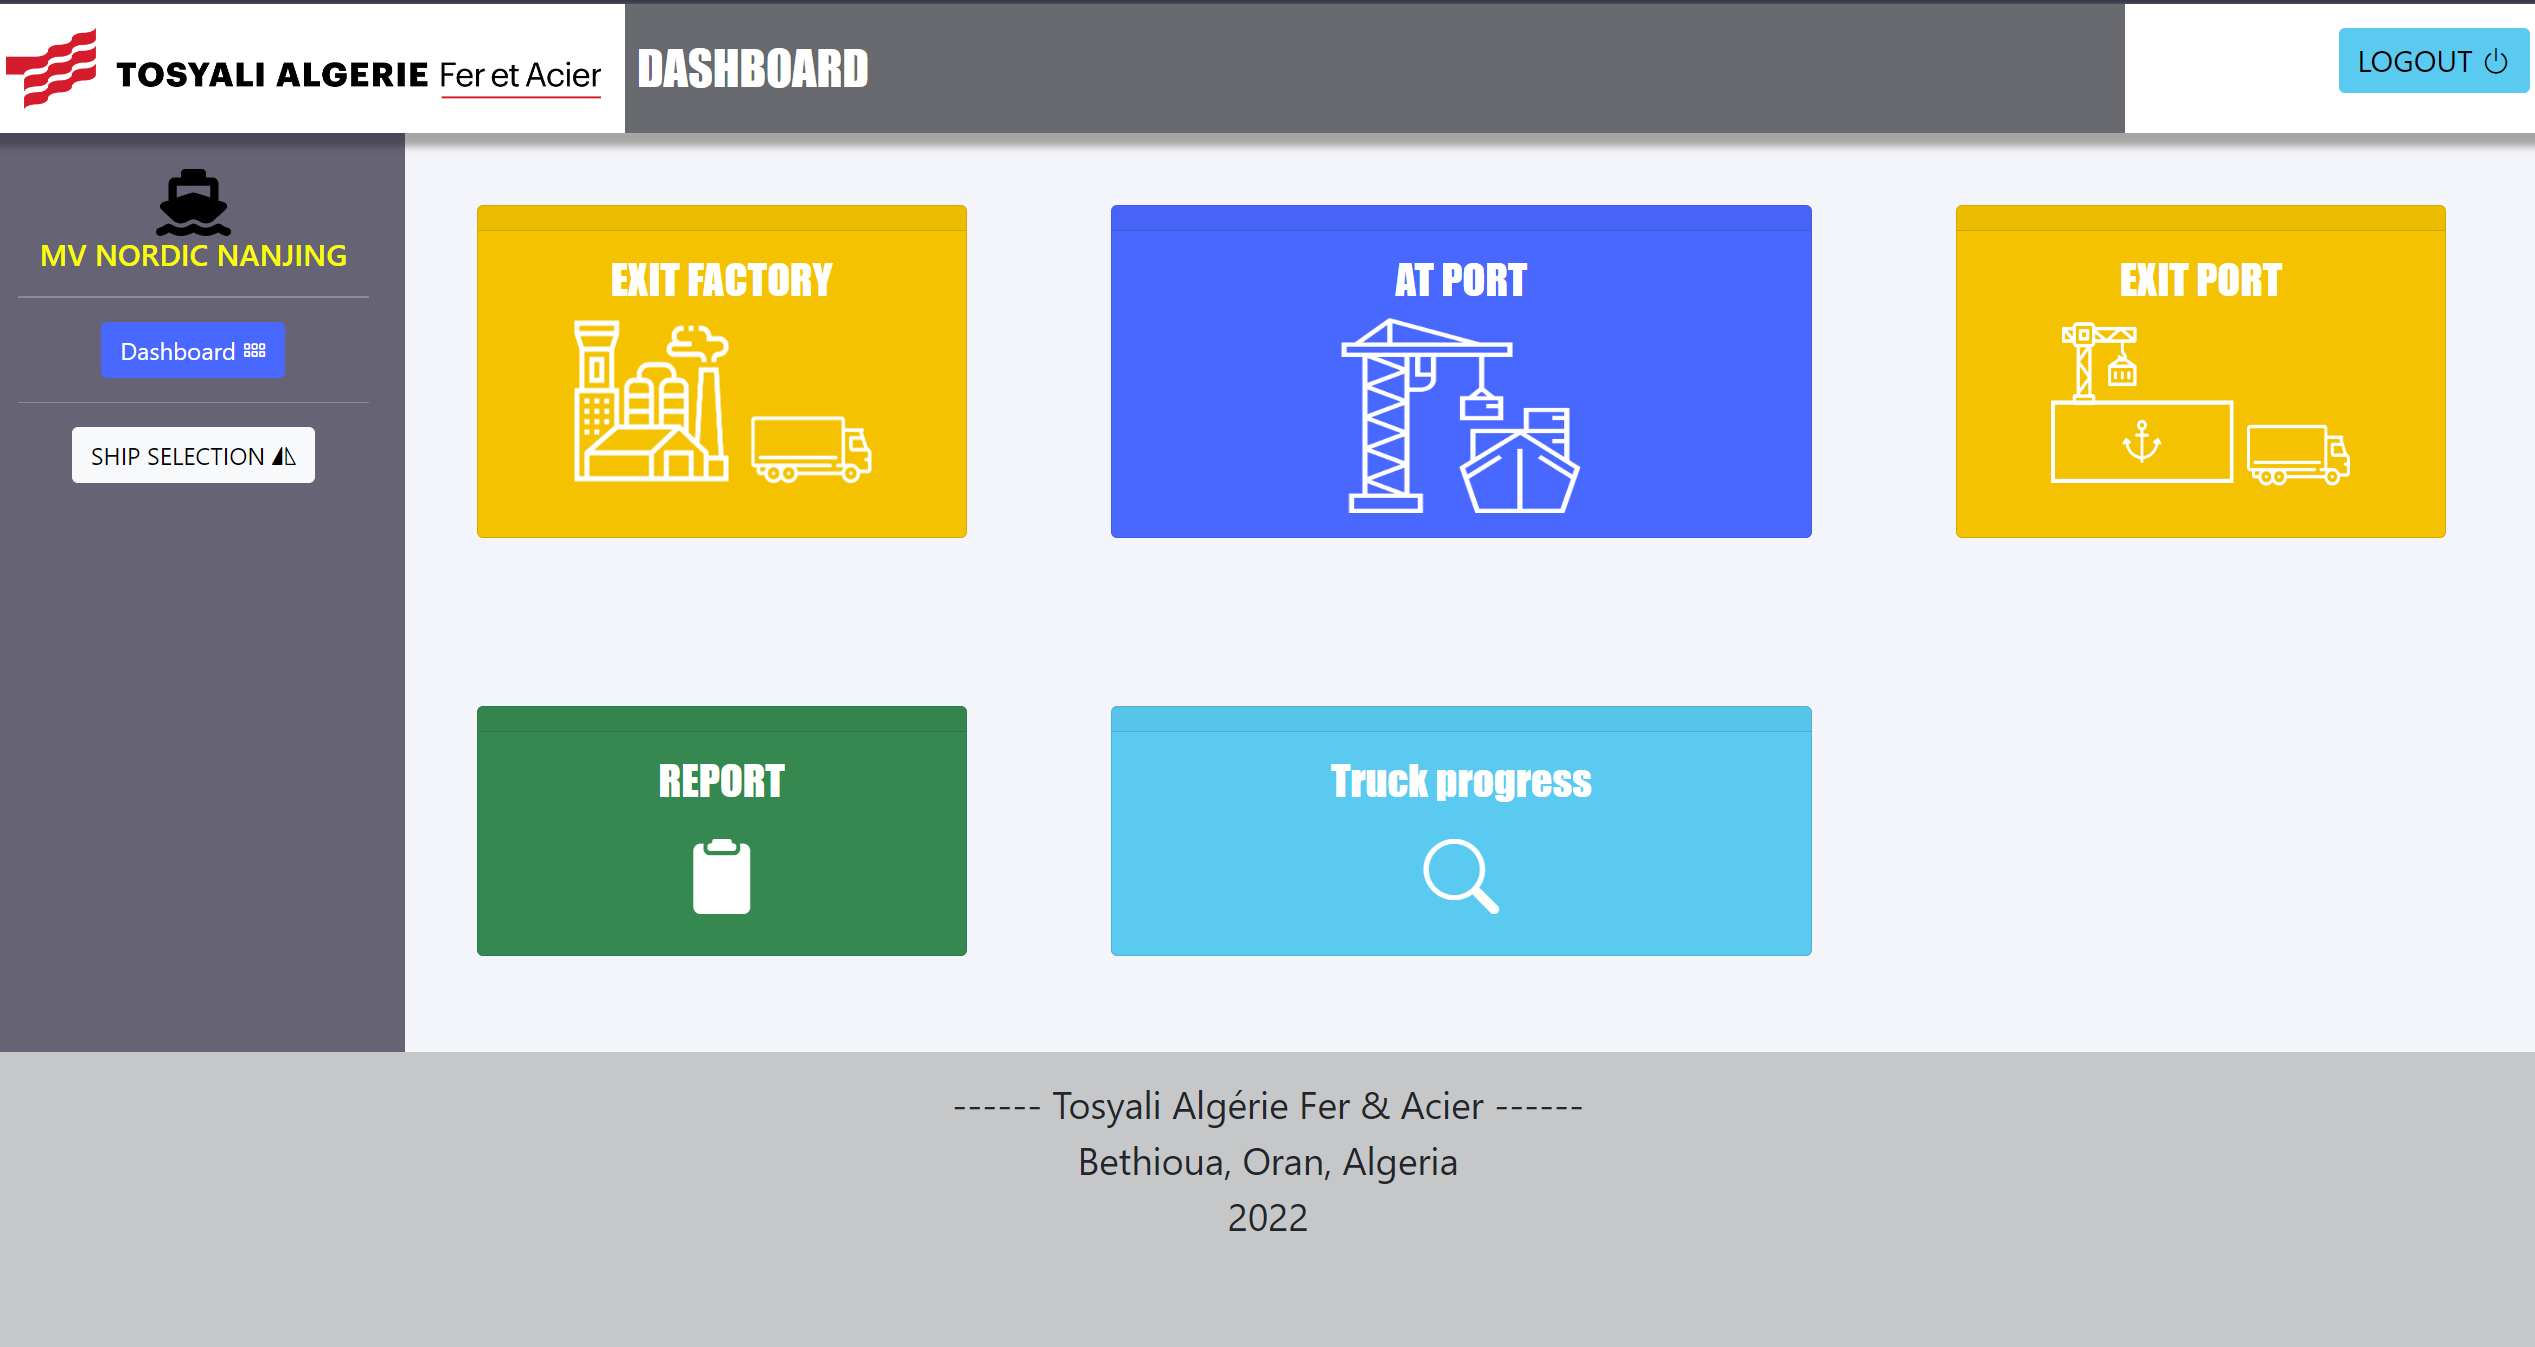 TOSYALI ALGERIE Fer et Acier
DASHBOARD
LOGOUT
MV NORDIC NANJING
Dashboard
SHIP SELECTION
EXIT FACTORY
AT PORT
EXIT PORT
REPORT
Truck progress
------ Tosyali Algérie Fer & Acier ------
Bethioua, Oran, Algeria
2022